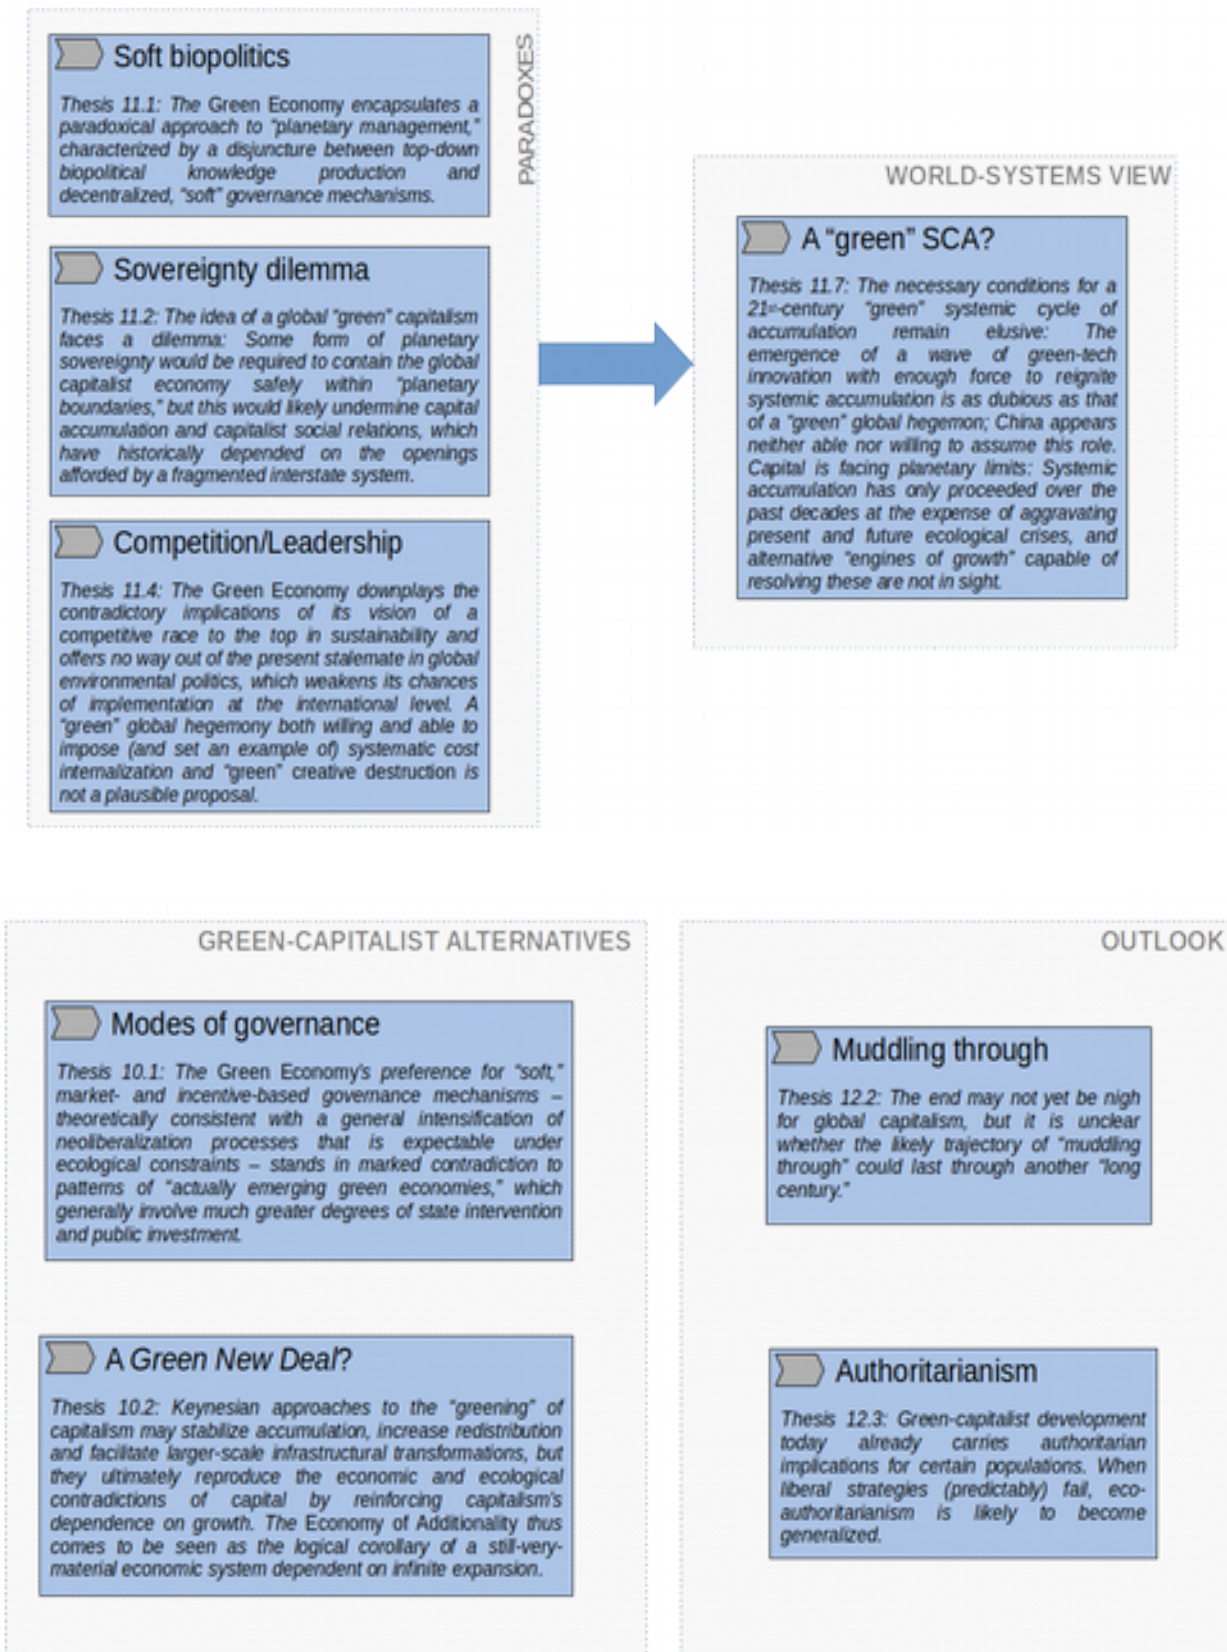 PARADOXES
Soft biopolitics
Thesis 11.1: The Green Economy encapsulates a
paradoxical approach to “planetary management,”
characterized by a disjuncture between top-down
biopolitical knowledge production and
decentralized, “soft” governance mechanisms.
Sovereignty dilemma
Thesis 11.2: The idea of a global “green” capitalism
faces a dilemma: Some form of planetary
sovereignty would be required to contain the global
capitalist economy safely within “planetary
boundaries,” but this would likely undermine capital
accumulation and capitalist social relations, which
have historically depended on the openings
afforded by a fragmented interstate system.
Competition/Leadership
Thesis 11.4: The Green Economy downplays the
contradictory implications of its vision of a
competitive race to the top in sustainability and
offers no way out of the present stalemate in global
environmental politics, which weakens its chances
of implementation at the international level. A
“green” global hegemony both willing and able to
impose (and set an example of) systematic cost
internalization and “green” creative destruction is
not a plausible proposal.
WORLD-SYSTEMS VIEW
A “green” SCA?
Thesis 11.7: The necessary conditions for a
21st-century “green” systemic cycle of
accumulation remain elusive: The
emergence of a wave of green-tech
innovation with enough force to reignite
systemic accumulation is as dubious as that
of a “green” global hegemon; China appears
neither able nor willing to assume this role.
Capital is facing planetary limits: Systemic
accumulation has only proceeded over the
past decades at the expense of aggravating
present and future ecological crises, and
alternative “engines of growth” capable of
resolving these are not in sight.
GREEN-CAPITALIST ALTERNATIVES
Modes of governance
Thesis 10.1: The Green Economy's preference for “soft,”
market- and incentive-based governance mechanisms –
theoretically consistent with a general intensification of
neoliberalization processes that is expectable under
ecological constraints – stands in marked contradiction to
patterns of “actually emerging green economies,” which
generally involve much greater degrees of state intervention
and public investment.
A Green New Deal?
Thesis 10.2: Keynesian approaches to the “greening” of
capitalism may stabilize accumulation, increase redistribution
and facilitate larger-scale infrastructural transformations, but
they ultimately reproduce the economic and ecological
contradictions of capital by reinforcing capitalism's
dependence on growth. The Economy of Additionality thus
comes to be seen as the logical corollary of a still-very-
material economic system dependent on infinite expansion.
OUTLOOK
Muddling through
Thesis 12.2: The end may not yet be nigh
for global capitalism, but it is unclear
whether the likely trajectory of “muddling
through” could last through another “long
century.”
Authoritarianism
Thesis 12.3: Green-capitalist development
today already carries authoritarian
implications for certain populations. When
liberal strategies (predictably) fail, eco-
authoritarianism is likely to become
generalized.